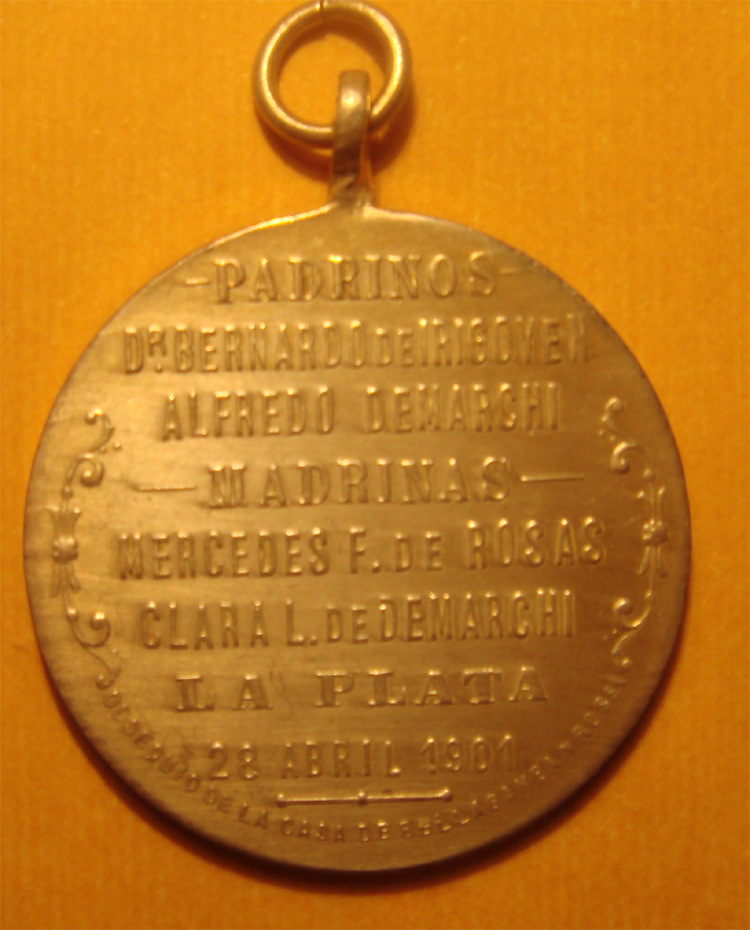 -PADRINOS-
DR. BERNARDO DE IRIGOYEN
ALFREDO DEMARCHI
— MADRINAS —
MERCEDES F. DE ROSAS
CLARA L. DE DEMARCHI
LA PLATA
28 ABRIL 1901
OBSEQUIO DE LA CASA DE